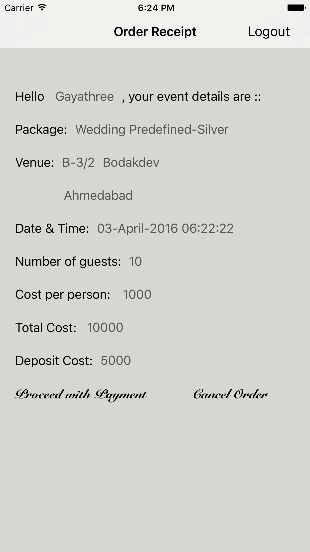 Carrier 6:24 PM
Order Receipt Logout
Hello Gayathree , your event details are ::
Package: Wedding Predefined-Silver
Venue: B-3/2 Bodakdev
Ahmedabad
Date & Time: 03-April-2016 06:22:22
Number of guests: 10
Cost per person: 1000
Total Cost: 10000
Deposit Cost: 5000
Proceed with Payment Cancel Order